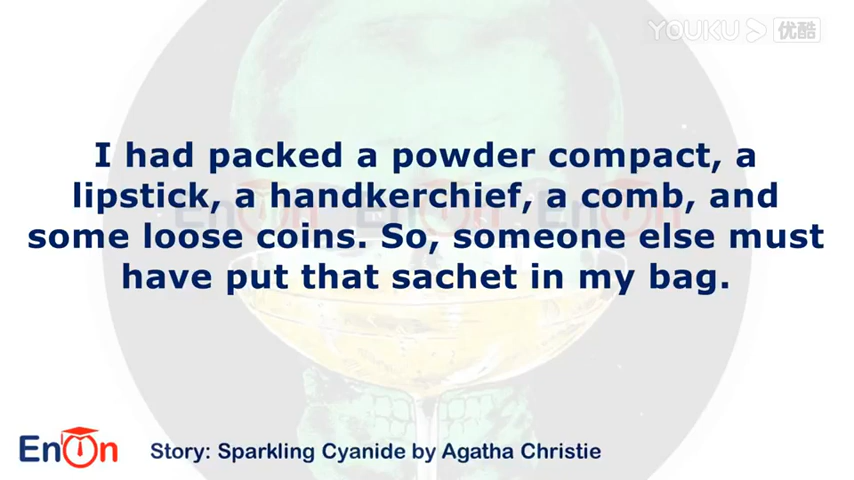 YOUKU 优酷
I had packed a powder compact, a
lipstick, a handkerchief, a comb, and
some loose coins. So, someone else must
have put that sachet in my bag.
EnOn
Story: Sparkling Cyanide by Agatha Christie